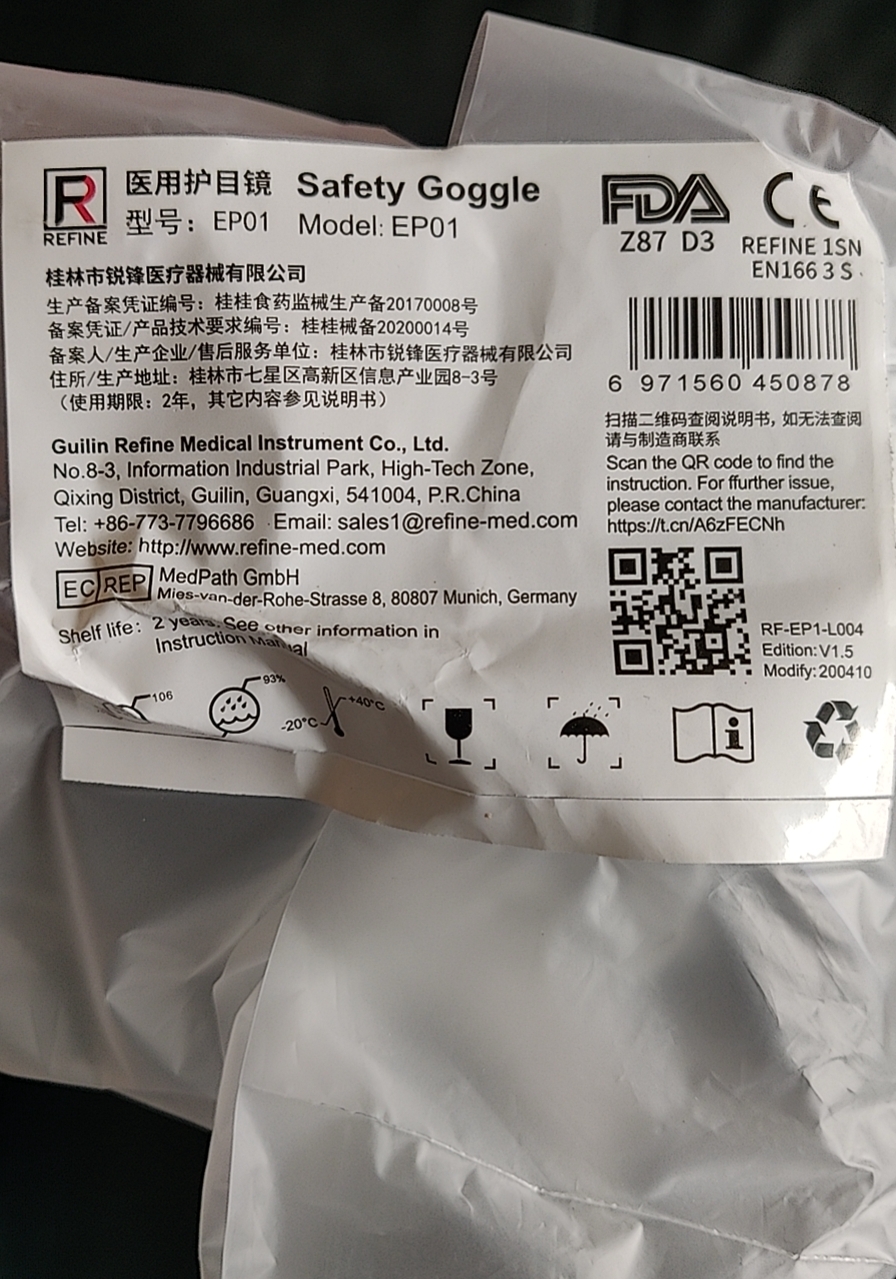 REFINE
医用护目镜 Safety Goggle
型号：EP01 Model: EP01
桂林市锐锋医疗器械有限公司
生产备案凭证编号：桂桂食药监械生产备20170008号
备案凭证/产品技术要求编号：桂桂械备20200014号
备案人/生产企业/售后服务单位：桂林市锐锋医疗器械有限公司
住所/生产地址：桂林市七星区高新区信息产业园8-3号
（使用期限：2年，其它内容参见说明书）
Guilin Refine Medical Instrument Co., Ltd.
No.8-3, Information Industrial Park, High-Tech Zone,
Qixing District, Guilin, Guangxi, 541004, P.R.China
Tel: +86-773-7796686 Email: sales1@refine-med.com
Website: http://www.refine-med.com
EC REP MedPath GmbH
Mies-van-der-Rohe-Strasse 8, 80807 Munich, Germany
Shelf life: 2 years. See other information in
Instruction Manual
106
93%
-20°C +40°C
FDA CE
Z87 D3 REFINE 1SN
EN166 3 S
6 971560 450878
扫描二维码查阅说明书，如无法查阅
请与制造商联系
Scan the QR code to find the
instruction. For ffurther issue,
please contact the manufacturer:
https://t.cn/A6zFECNh
RF-EP1-L004
Edition: V1.5
Modify: 200410